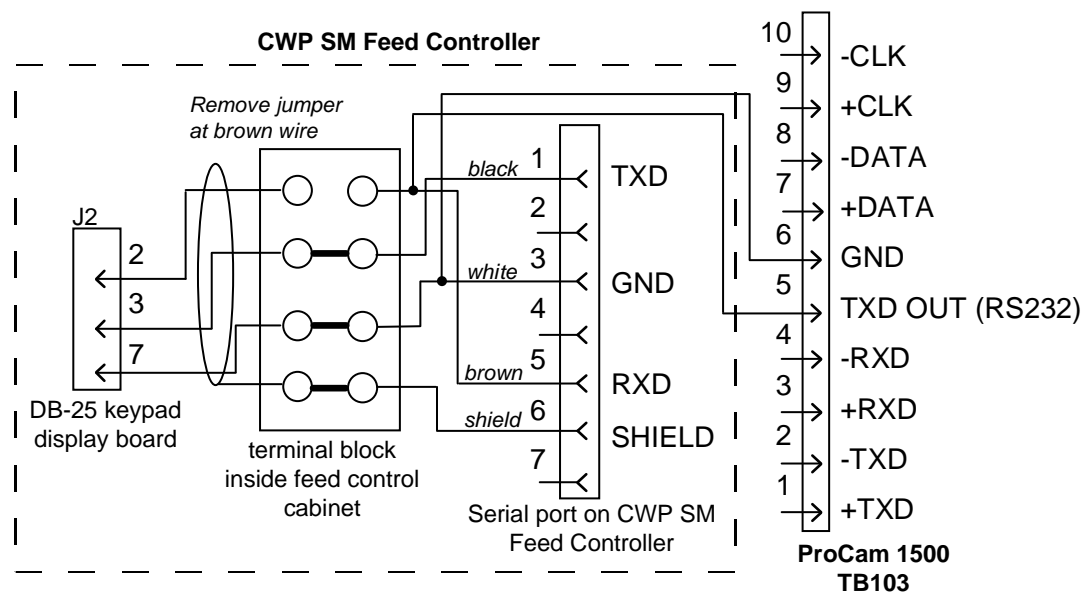 CWP SM Feed Controller
Remove jumper
at brown wire
J2
2
3
7
DB-25 keypad
display board
terminal block
inside feed control
cabinet
black
white
brown
shield
1
TXD
2
3
GND
4
5
RXD
6
SHIELD
7
Serial port on CWP SM
Feed Controller
10
-CLK
9
+CLK
8
-DATA
7
+DATA
6
GND
5
TXD OUT (RS232)
4
-RXD
3
+RXD
2
-TXD
1
+TXD
ProCam 1500
TB103